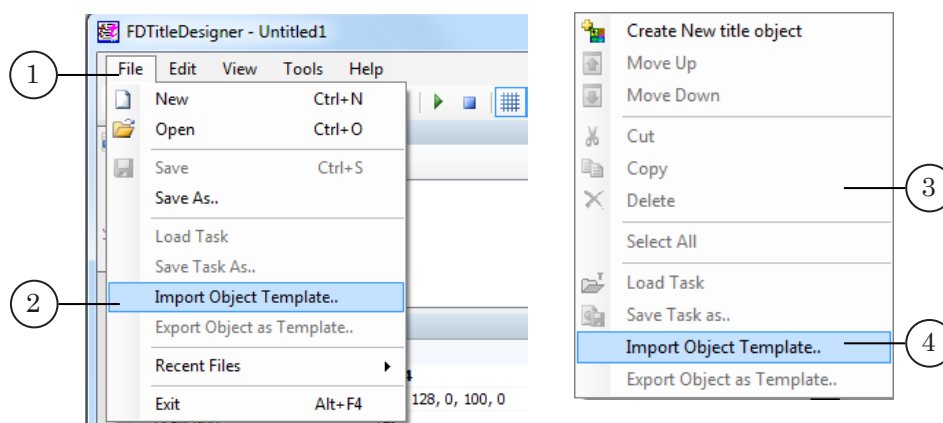 FDTitleDesigner - Untitled1
1
File Edit View Tools Help
New Ctrl+N
Open Ctrl+O
Save Ctrl+S
Save As..
Load Task
Save Task As..
2
Import Object Template..
Export Object as Template..
Recent Files
Exit Alt+F4
128, 0, 100, 0
Create New title object
Move Up
Move Down
Cut
Copy
3
Delete
Select All
Load Task
Save Task as..
Import Object Template..
4
Export Object as Template..